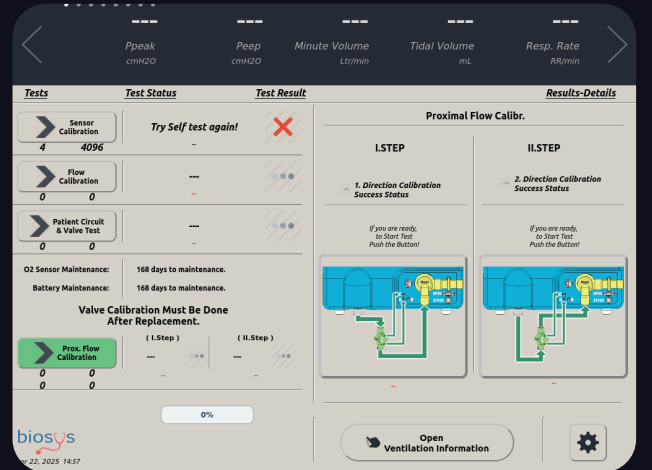 --- --- --- --- ---
Ppeak Peep Minute Volume Tidal Volume Resp. Rate
cmH2O cmH2O Ltr/min mL RR/min
Tests Test Status Test Result Results-Details
Sensor
Calibration
4 4096
Try Self test again!
--
Flow
Calibration
0 0
---
--
Patient Circuit
& Valve Test
0 0
---
--
O2 Sensor Maintenance: 168 days to maintenance.
Battery Maintenance: 168 days to maintenance.
Valve Calibration Must Be Done
After Replacement.
Prox. Flow
Calibration
0 0
0 0
( I.Step ) ( II.Step )
--- ---
-- --
0%
biosys
pr 22, 2025 14:57
Proximal Flow Calibr.
I.STEP
1. Direction Calibration
Success Status
If you are ready,
to Start Test
Push the Button!
--
II.STEP
2. Direction Calibration
Success Status
If you are ready,
to Start Test
Push the Button!
--
Open
Ventilation Information